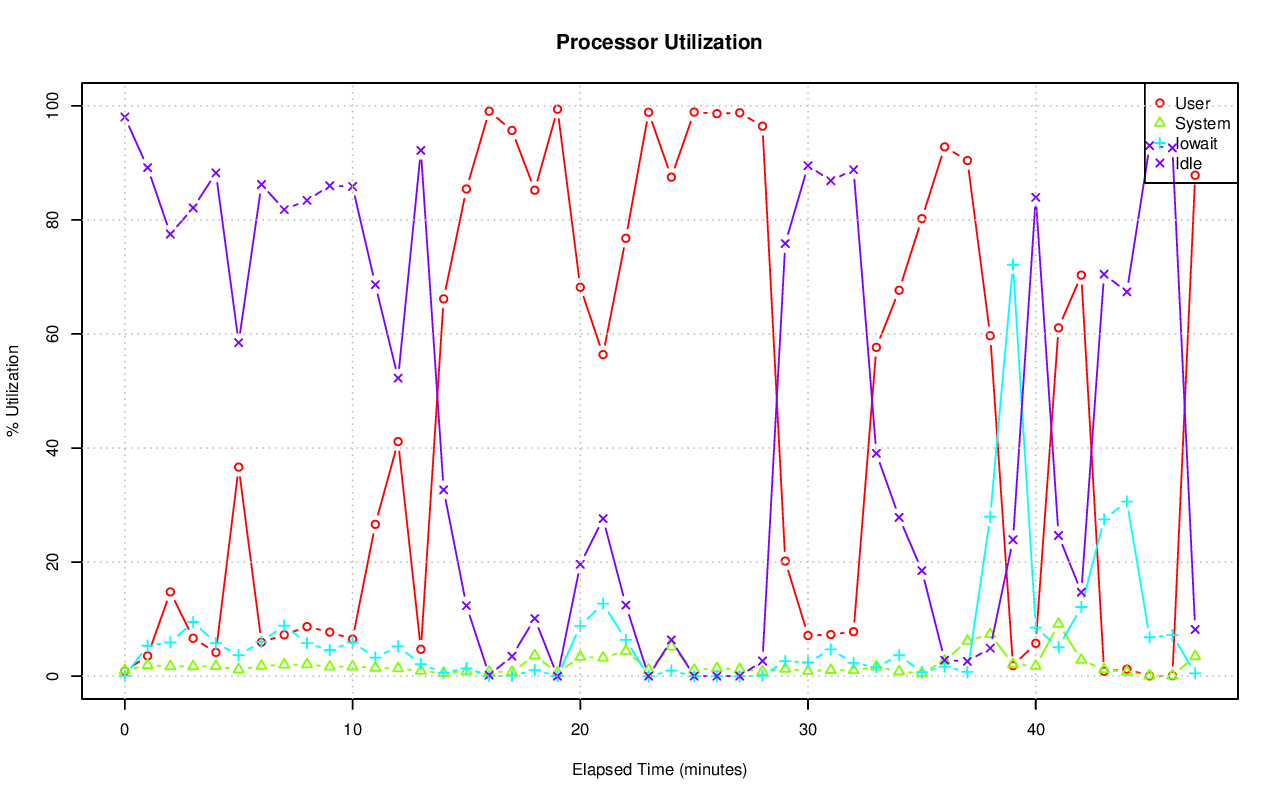 Processor Utilization
% Utilization
100
80
60
40
20
0
User
System
Iowait
Idle
0 10 20 30 40
Elapsed Time (minutes)